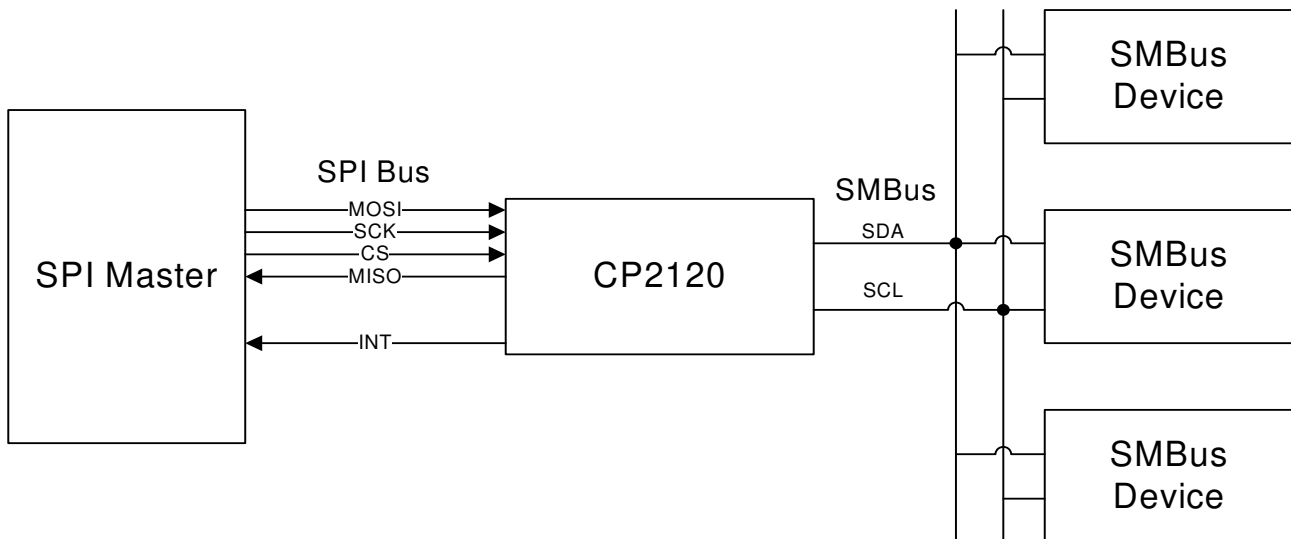 SPI Master
SPI Bus
MOSI
SCK
CS
MISO
INT
CP2120
SMBus
SDA
SCL
SMBus
Device
SMBus
Device
SMBus
Device